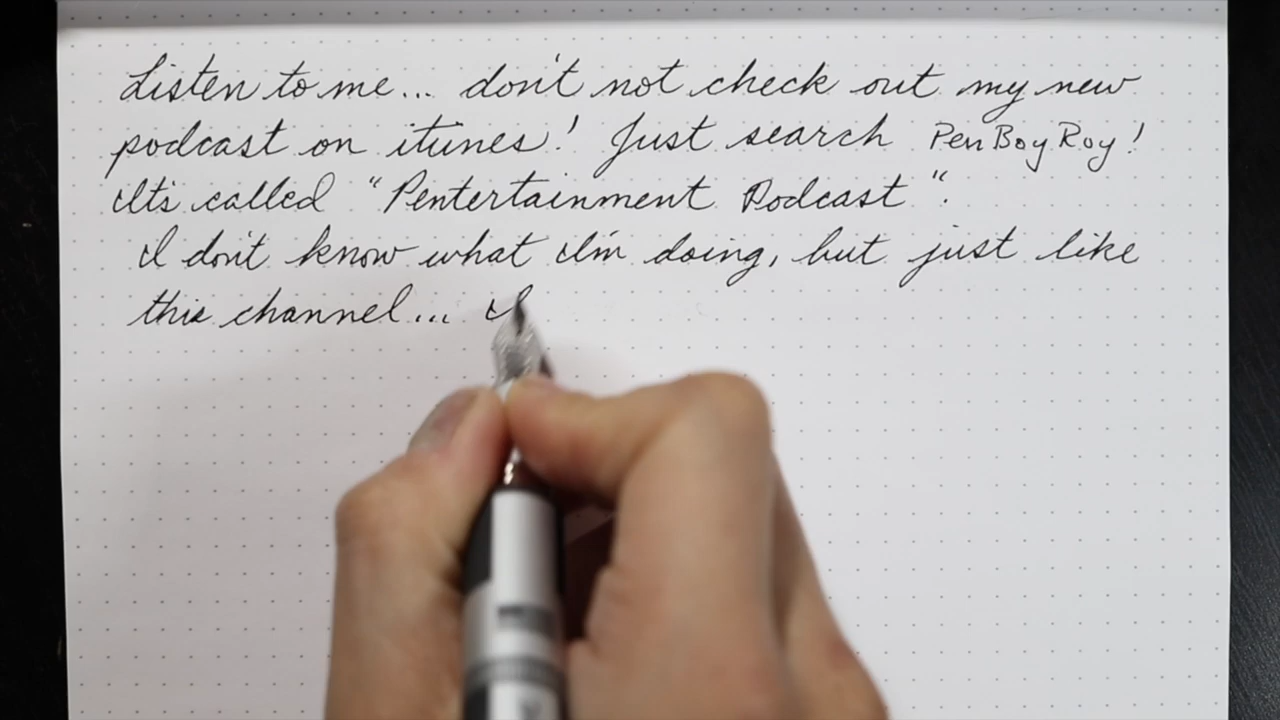 Listen to me... don't not check out my new
podcast on itunes! Just search PenBoyRoy!
It's called "Pentertainment Podcast".
I don't know what I'm doing, but just like
this channel... I